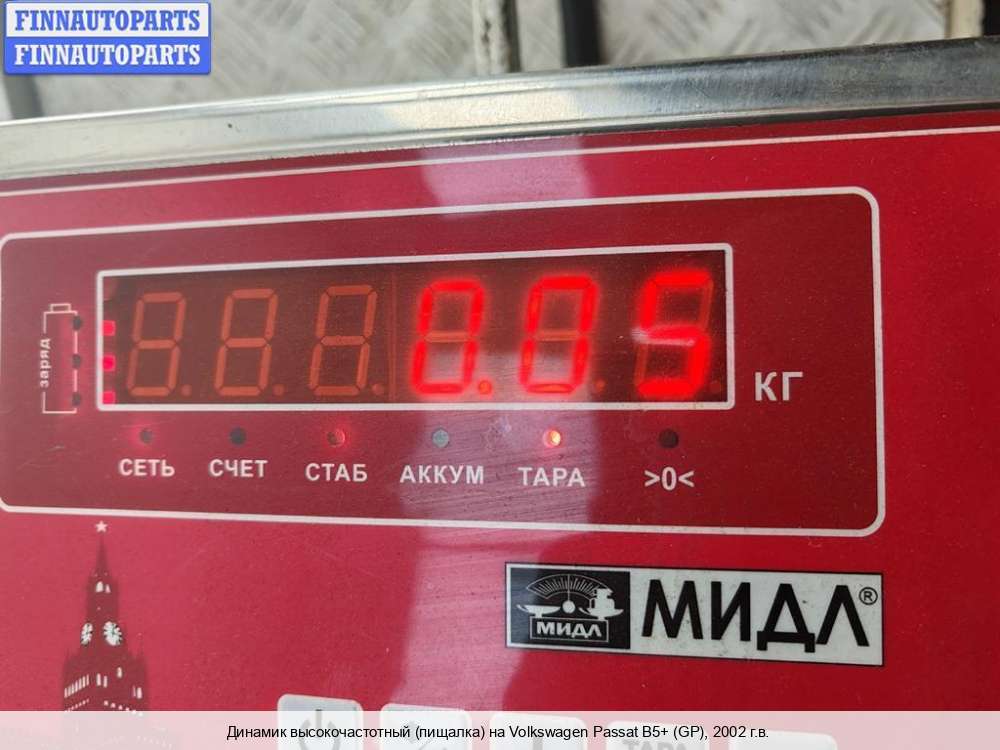 FINNAUTOPARTS
FINNAUTOPARTS
заряд
0.05
КГ
СЕТЬ СЧЕТ СТАБ АККУМ ТАРА >0<
МИДЛ
МИДЛ®
Динамик высокочастотный (пищалка) на Volkswagen Passat B5+ (GP), 2002 г.в.